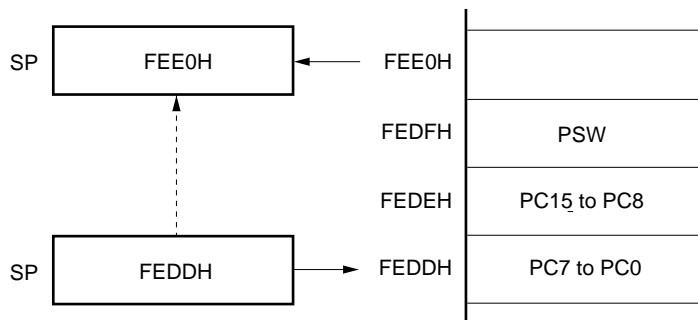 SP FEE0H FEE0H
FEDFH PSW
FEDEH PC15 to PC8
SP FEDDH FEDDH PC7 to PC0